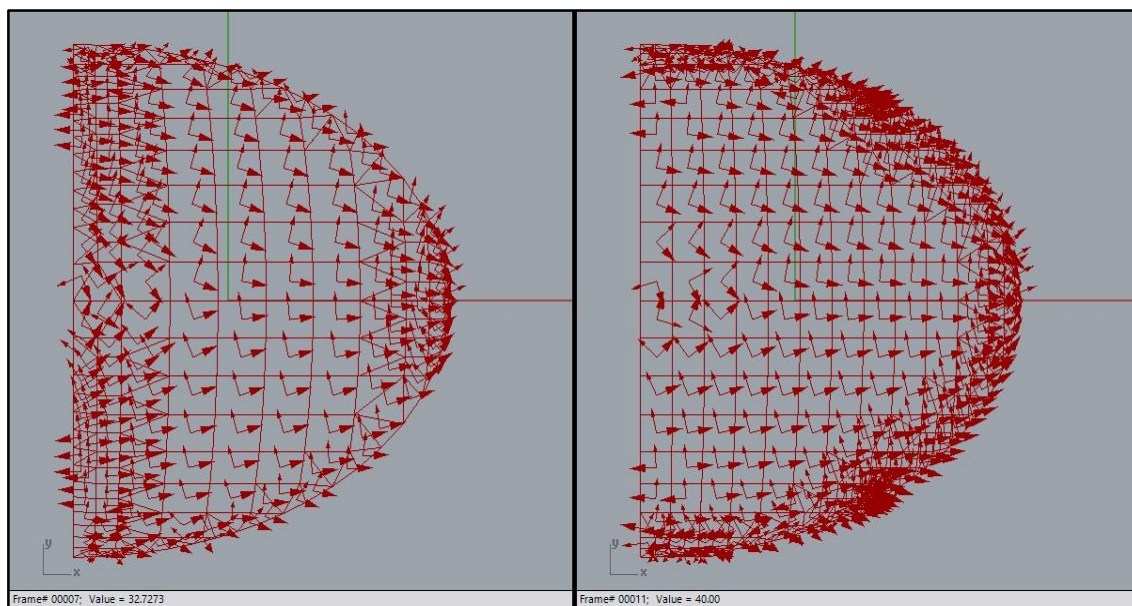 y
x
Frame# 00007; Value = 32.7273
y
x
Frame# 00011; Value = 40.00